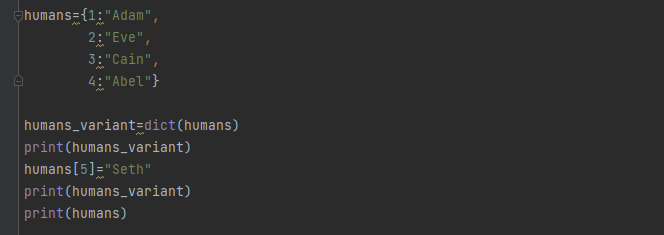 humans={1:"Adam",
2:"Eve",
3:"Cain",
4:"Abel"}
humans_variant=dict(humans)
print(humans_variant)
humans[5]="Seth"
print(humans_variant)
print(humans)